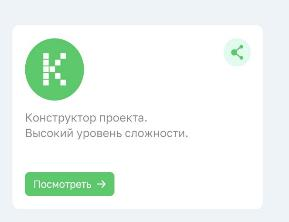 К
Конструктор проекта.
Высокий уровень сложности.
Посмотреть →